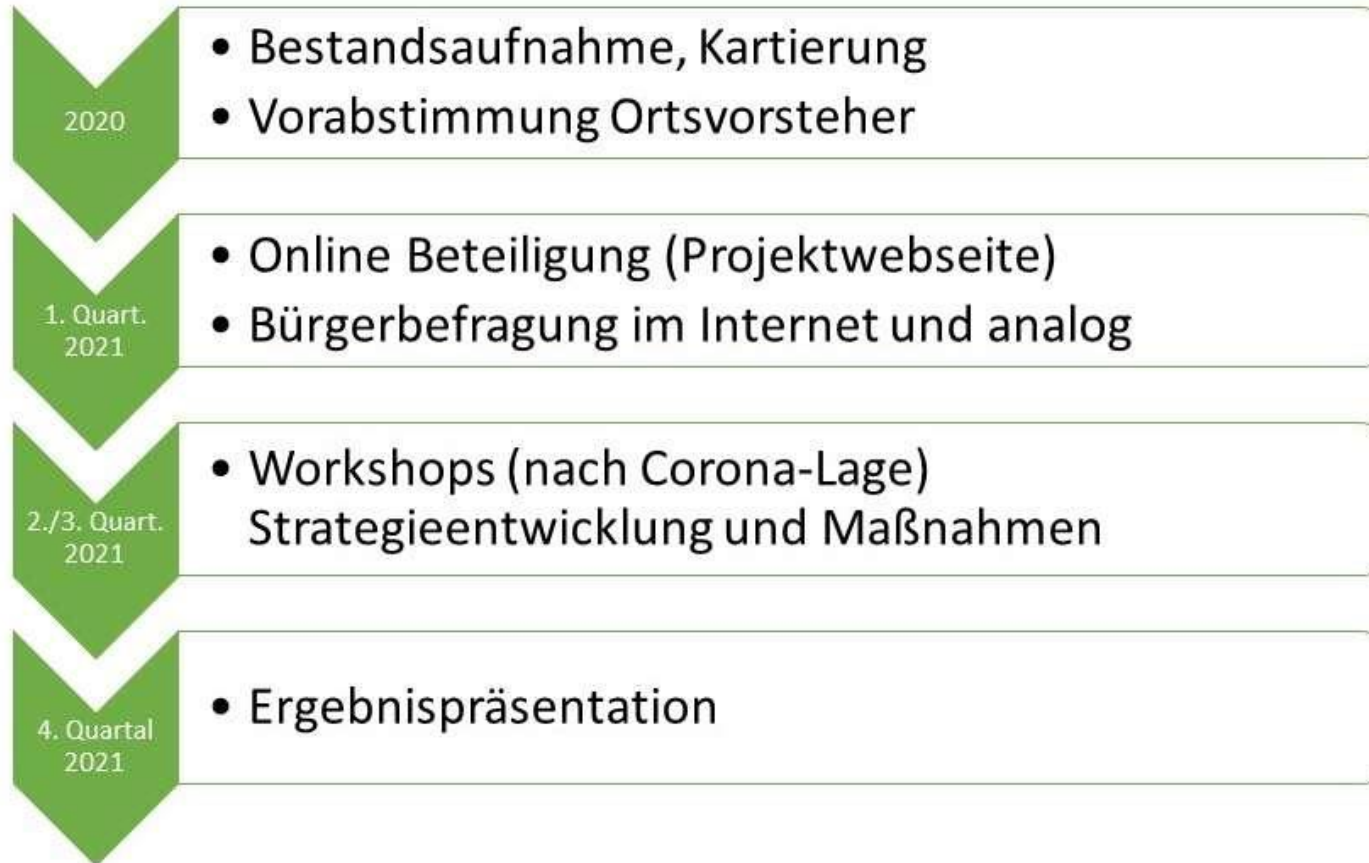 2020
• Bestandsaufnahme, Kartierung
• Vorabstimmung Ortsvorsteher
1. Quart.
2021
• Online Beteiligung (Projektwebseite)
• Bürgerbefragung im Internet und analog
2./3. Quart.
2021
• Workshops (nach Corona-Lage)
Strategieentwicklung und Maßnahmen
4. Quartal
2021
• Ergebnispräsentation